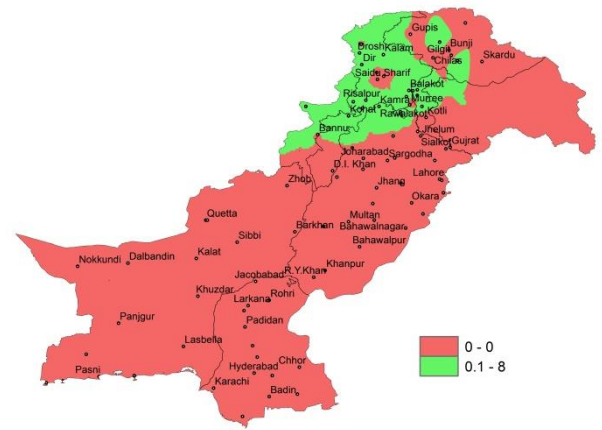 Gupis
Drosh Kalam
Gilgit Bunji
Dir
Chilas
Skardu
Saidu Sharif
Balakot
Risalpur
Kamra Murree
Kohat
Rawlakot Kotli
Bannu
Jhelum
Sialkot Gujrat
Joharabad
Sargodha
D.I. Khan
Lahore
Zhob
Jhang
Okara
Quetta
Multan
Barkhan
Bahawalnagar
Sibbi
Bahawalpur
Kalat
Nokkundi
Dalbandin
Khanpur
Jacobabad
R.Y.Khan
Khuzdar
Rohri
Larkana
Panjgur
Padidan
Lasbella
0 - 0
Chhor
Hyderabad
0.1 - 8
Pasni
Karachi
Badin